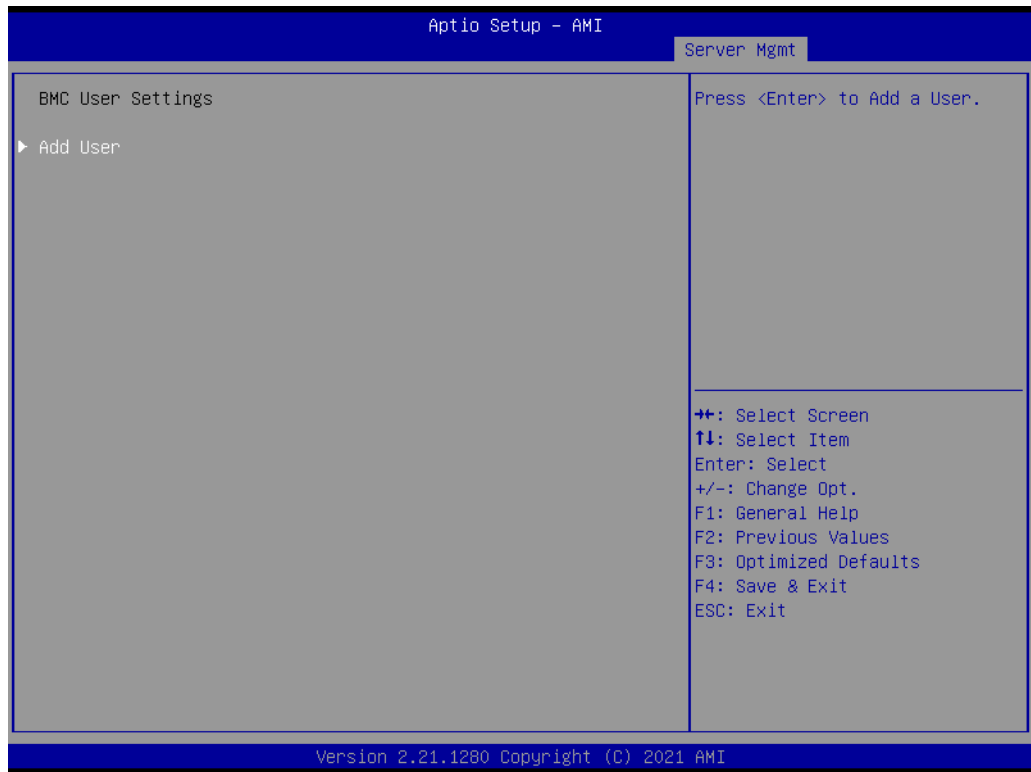 Aptio Setup – AMI
Server Mgmt
BMC User Settings
Press <Enter> to Add a User.
▶ Add User
→←: Select Screen
↑↓: Select Item
Enter: Select
+/-: Change Opt.
F1: General Help
F2: Previous Values
F3: Optimized Defaults
F4: Save & Exit
ESC: Exit
Version 2.21.1280 Copyright (C) 2021 AMI